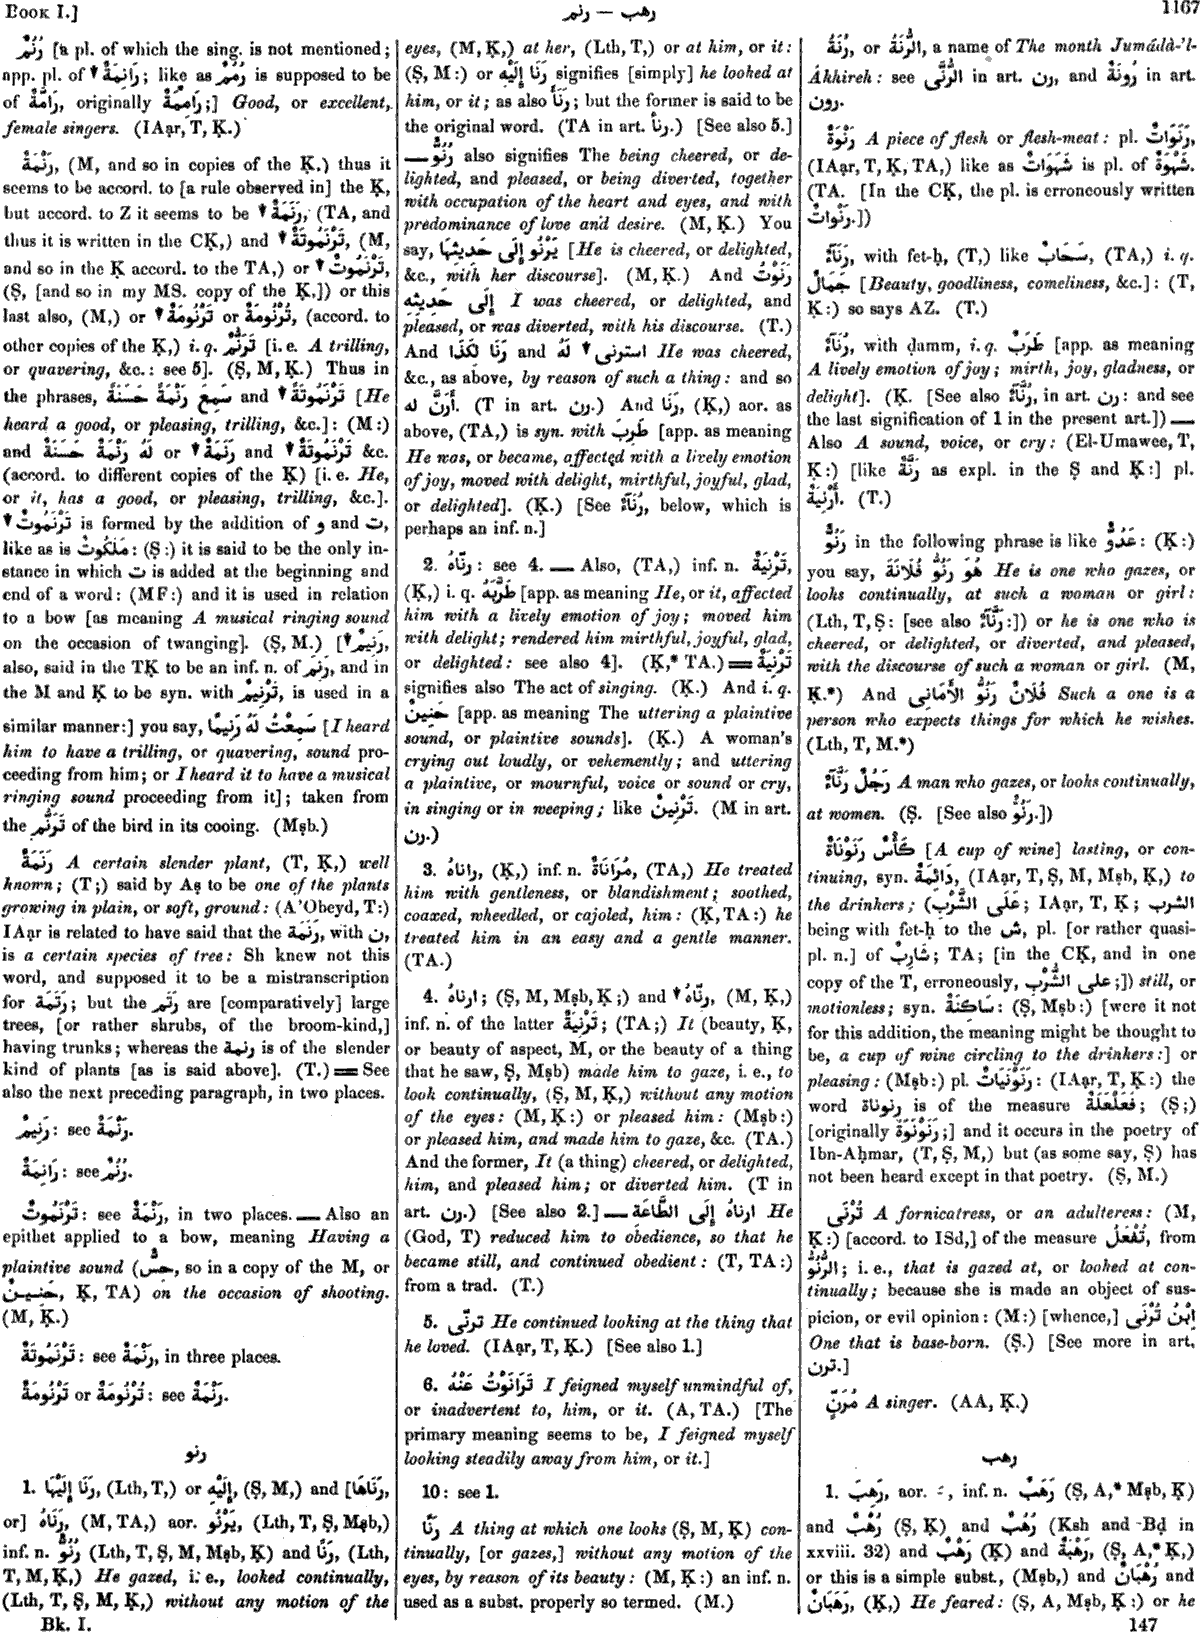 BOOK I.]
رهب — رنم
1167
رُنُمٌ [a pl. of which the sing. is not mentioned;
app. pl. of ↓ رَانِمَةٌ; like as رُمُمٌ is supposed to be
of رَامَّةٌ, originally رَامِمَةٌ;] Good, or excellent,
female singers. (IAạr, T, Ḳ.)
رَنْمَةٌ, (M, and so in copies of the Ḳ,) thus it
seems to be accord. to [a rule observed in] the Ḳ,
but accord. to Z it seems to be ↓ رَنَمَةٌ, (TA, and
thus it is written in the CḲ,) and ↓ تَرْنَمُوتَةٌ, (M,
and so in the Ḳ accord. to the TA,) or ↓ تَرْنَمُوتٌ,
(Ṣ, [and so in my MS. copy of the Ḳ,]) or this
last also, (M,) or ↓ تَرْنُومَةٌ or تُرْنُومَةٌ, (accord. to
other copies of the Ḳ,) i. q. تَرَنُّمٌ [i. e. A trilling,
or quavering, &c.: see 5]. (Ṣ, M, Ḳ.) Thus in
the phrases, سَمِعَ رَنْمَةً حَسَنَةً and ↓ تَرْنَمُوتَةً [He
heard a good, or pleasing, trilling, &c.]: (M:)
and لَهُ رَنْمَةٌ حَسَنَةٌ or ↓ رَنَمَةٌ and ↓ تَرْنَمُوتَةٌ &c.
(accord. to different copies of the Ḳ) [i. e. He,
or it, has a good, or pleasing, trilling, &c.].
↓ تَرْنَمُوتٌ is formed by the addition of و and ت,
like as is مَلَكُوتٌ: (Ṣ:) it is said to be the only in-
stance in which ت is added at the beginning and
end of a word: (MF:) and it is used in relation
to a bow [as meaning A musical ringing sound
on the occasion of twanging]. (Ṣ, M.) [↓ رَنِيمٌ,
also, said in the TḲ to be an inf. n. of رَنِمَ, and in
the M and Ḳ to be syn. with تَرْنِيمٌ, is used in a
similar manner:] you say, سَمِعْتُ لَهُ رَنِيمًا [I heard
him to have a trilling, or quavering, sound pro-
ceeding from him; or I heard it to have a musical
ringing sound proceeding from it]; taken from
the تَرَنُّم of the bird in its cooing. (Mṣb.)
رَنَمَةٌ A certain slender plant, (T, Ḳ,) well
known; (T;) said by Aṣ to be one of the plants
growing in plain, or soft, ground: (A'Obeyd, T:)
IAạr is related to have said that the رَنَمَة, with ن,
is a certain species of tree: Sh knew not this
word, and supposed it to be a mistranscription
for رَتَمَة; but the رَتَم are [comparatively] large
trees, [or rather shrubs, of the broom-kind,]
having trunks; whereas the رنمة is of the slender
kind of plants [as is said above]. (T.) == See
also the next preceding paragraph, in two places.
رَنِيمٌ: see رَنْمَةٌ.
رَانِمَةٌ: see رُنُمٌ.
تَرْنَمُوتٌ: see رَنْمَةٌ, in two places. — Also an
epithet applied to a bow, meaning Having a
plaintive sound (حِسّ, so in a copy of the M, or
حَنِين, Ḳ, TA) on the occasion of shooting.
(M, Ḳ.)
تَرْنَمُوتَةٌ: see رَنْمَةٌ, in three places.
تَرْنُومَةٌ or تُرْنُومَةٌ: see رَنْمَةٌ.
رنو
1. رَنَا إِلَيْهَا, (Lth, T,) or إِلَيْهِ, (Ṣ, M,) and [رَنَاهَا,
or] رَنَاهُ, (M, TA,) aor. يَرْنُو, (Lth, T, Ṣ, Mṣb,)
inf. n. رُنُوٌّ (Lth, T, Ṣ, M, Mṣb, Ḳ) and رَنًا, (Lth,
T, M, Ḳ,) He gazed, i. e., looked continually,
(Lth, T, Ṣ, M, Ḳ,) without any motion of the
Bk. I.
eyes, (M, Ḳ,) at her, (Lth, T,) or at him, or it:
(Ṣ, M:) or رَنَا إِلَيْهِ signifies [simply] he looked at
him, or it; as also رَنَأَ; but the former is said to be
the original word. (TA in art. رنأ.) [See also 5.]
— رُنُوٌّ also signifies The being cheered, or de-
lighted, and pleased, or being diverted, together
with occupation of the heart and eyes, and with
predominance of love and desire. (M, Ḳ.) You
say, يَرْنُو إِلَى حَدِيثِهَا [He is cheered, or delighted,
&c., with her discourse]. (M, Ḳ.) And رَنَوْتُ
إِلَى حَدِيثِهِ I was cheered, or delighted, and
pleased, or was diverted, with his discourse. (T.)
And رَنَا لِكَذَا and ↓ استرنى لَهُ He was cheered,
&c., as above, by reason of such a thing: and so
أَرَنَّ له. (T in art. رن.) And رَنَا, (Ḳ,) aor. as
above, (TA,) is syn. with طَرِبَ [app. as meaning
He was, or became, affected with a lively emotion
of joy, moved with delight, mirthful, joyful, glad,
or delighted]. (Ḳ.) [See رُنَآءٌ, below, which is
perhaps an inf. n.]
2. رنّاهُ: see 4. — Also, (TA,) inf. n. تَرْنِيَةٌ,
(Ḳ,) i. q. طَرَّبَهُ [app. as meaning He, or it, affected
him with a lively emotion of joy; moved him
with delight; rendered him mirthful, joyful, glad,
or delighted: see also 4]. (Ḳ,* TA.) == تَرْنِيَةٌ
signifies also The act of singing. (Ḳ.) And i. q.
حَنِينٌ [app. as meaning The uttering a plaintive
sound, or plaintive sounds]. (Ḳ.) A woman's
crying out loudly, or vehemently; and uttering
a plaintive, or mournful, voice or sound or cry,
in singing or in weeping; like تَرْنِينٌ. (M in art.
رن.)
3. راناهُ, (Ḳ,) inf. n. مُرَانَاةٌ, (TA,) He treated
him with gentleness, or blandishment; soothed,
coaxed, wheedled, or cajoled, him: (Ḳ, TA:) he
treated him in an easy and a gentle manner.
(TA.)
4. ارناهُ; (Ṣ, M, Mṣb, Ḳ;) and ↓ رنّاهُ, (M, Ḳ,)
inf. n. of the latter تَرْنِيَةٌ; (TA;) It (beauty, Ḳ,
or beauty of aspect, M, or the beauty of a thing
that he saw, Ṣ, Mṣb) made him to gaze, i. e., to
look continually, (Ṣ, M, Ḳ,) without any motion
of the eyes: (M, Ḳ:) or pleased him: (Mṣb:)
or pleased him, and made him to gaze, &c. (TA.)
And the former, It (a thing) cheered, or delighted,
him, and pleased him; or diverted him. (T in
art. رن.) [See also 2.] — ارناهُ إِلَى الطَّاعَةِ He
(God, T) reduced him to obedience, so that he
became still, and continued obedient: (T, TA:)
from a trad. (T.)
5. ترنّى He continued looking at the thing that
he loved. (IAạr, T, Ḳ.) [See also 1.]
6. تَرَانَوْتُ عَنْهُ I feigned myself unmindful of,
or inadvertent to, him, or it. (A, TA.) [The
primary meaning seems to be, I feigned myself
looking steadily away from him, or it.]
10: see 1.
رَنًا A thing at which one looks (Ṣ, M, Ḳ) con-
tinually, [or gazes,] without any motion of the
eyes, by reason of its beauty: (M, Ḳ:) an inf. n.
used as a subst. properly so termed. (M.)
رُنَةُ, or الرُّنَةُ, a name of The month Jumádà-'l-
Ákhireh: see الرُّنَّى in art. رن, and رُونَةٌ in art.
رون.
رَنْوَةٌ A piece of flesh or flesh-meat: pl. رَنَوَاتٌ,
(IAạr, T, Ḳ, TA,) like as شَهَوَاتٌ is pl. of شَهْوَةٌ.
(TA. [In the CḲ, the pl. is erroneously written
رَنْوَاتٌ.])
رَنَآءٌ, with fet-ḥ, (T,) like سَحَابٌ, (TA,) i. q.
جَمَالٌ [Beauty, goodliness, comeliness, &c.]: (T,
Ḳ:) so says AZ. (T.)
رُنَآءٌ, with ḍamm, i. q. طَرَبٌ [app. as meaning
A lively emotion of joy; mirth, joy, gladness, or
delight]. (Ḳ. [See also رُنَّآءٌ, in art. رن: and see
the last signification of 1 in the present art.]) —
Also A sound, voice, or cry: (El-Umawee, T,
Ḳ:) [like رَنَّةٌ as expl. in the Ṣ and Ḳ:] pl.
أَرْنِيَةٌ. (T.)
رَنُوٌّ in the following phrase is like عَدُوٌّ: (Ḳ:)
you say, هُوَ رَنُوُّ فُلَانَةَ He is one who gazes, or
looks continually, at such a woman or girl:
(Lth, T, Ṣ: [see also رَنَّآءٌ:]) or he is one who is
cheered, or delighted, or diverted, and pleased,
with the discourse of such a woman or girl. (M,
Ḳ.*) And فُلَانٌ رَنُوُّ الأَمَانِى Such a one is a
person who expects things for which he wishes.
(Lth, T, M.*)
رَجُلٌ رَنَّآءٌ A man who gazes, or looks continually,
at women. (Ṣ. [See also رَنُوٌّ.])
كَأْسٌ رَنَوْنَاةٌ [A cup of wine] lasting, or con-
tinuing, syn. دَائِمَةٌ, (IAạr, T, Ṣ, M, Mṣb, Ḳ,) to
the drinkers; (عَلَى الشَّرْبِ; IAạr, T, Ḳ; الشرب
being with fet-ḥ to the ش, pl. [or rather quasi-
pl. n.] of شَارِبٌ; TA; [in the CḲ, and in one
copy of the T, erroneously, على الشُّرْبِ;]) still, or
motionless; syn. سَاكِنَةٌ: (Ṣ, Mṣb:) [were it not
for this addition, the meaning might be thought to
be, a cup of wine circling to the drinkers:] or
pleasing: (Mṣb:) pl. رَنَوْنَيَاتٌ: (IAạr, T, Ḳ:) the
word رنوناة is of the measure فَعَلْعَلَةٌ; (Ṣ;)
[originally رَنَوْنَوَةٌ;] and it occurs in the poetry of
Ibn-Aḥmar, (T, Ṣ, M,) but (as some say, Ṣ) has
not been heard except in that poetry. (Ṣ, M.)
تُرْنَى A fornicatress, or an adulteress: (M,
Ḳ:) [accord. to ISd,] of the measure تُفْعَلُ, from
الرُّنُوُّ; i. e., that is gazed at, or looked at con-
tinually; because she is made an object of sus-
picion, or evil opinion: (M:) [whence,] اِبْنُ تُرْنَى
One that is base-born. (Ṣ.) [See more in art.
ترن.]
مُرَنٍّ A singer. (AA, Ḳ.)
رهب
1. رَهِبَ, aor. ـَ, inf. n. رَهَبٌ (Ṣ, A,* Mṣb, Ḳ)
and رُهْبٌ (Ṣ, Ḳ) and رُهُبٌ (Ksh and Bḍ in
xxviii. 32) and رَهْبٌ (Ḳ) and رَهْبَةٌ, (Ṣ, A,* Ḳ,)
or this is a simple subst., (Mṣb,) and رُهْبَانٌ and
رَهَبَانٌ, (Ḳ,) He feared: (Ṣ, A, Mṣb, Ḳ:) or he
147